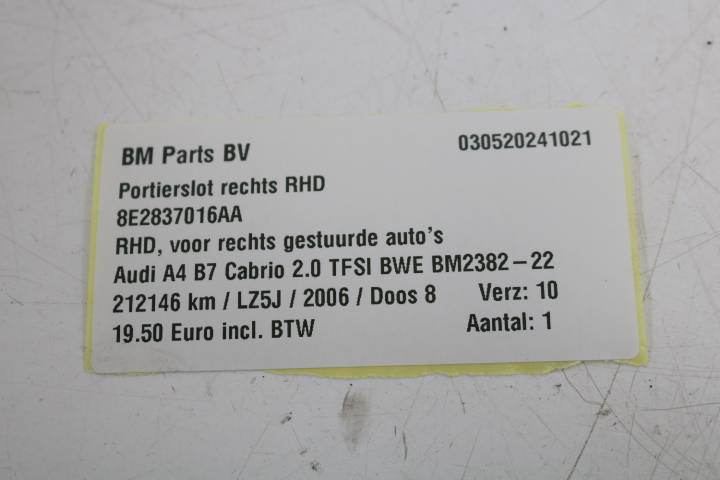 BM Parts BV 030520241021
Portierslot rechts RHD
8E2837016AA
RHD, voor rechts gestuurde auto's
Audi A4 B7 Cabrio 2.0 TFSI BWE BM2382-22
212146 km / LZ5J / 2006 / Doos 8 Verz: 10
19.50 Euro incl. BTW Aantal: 1